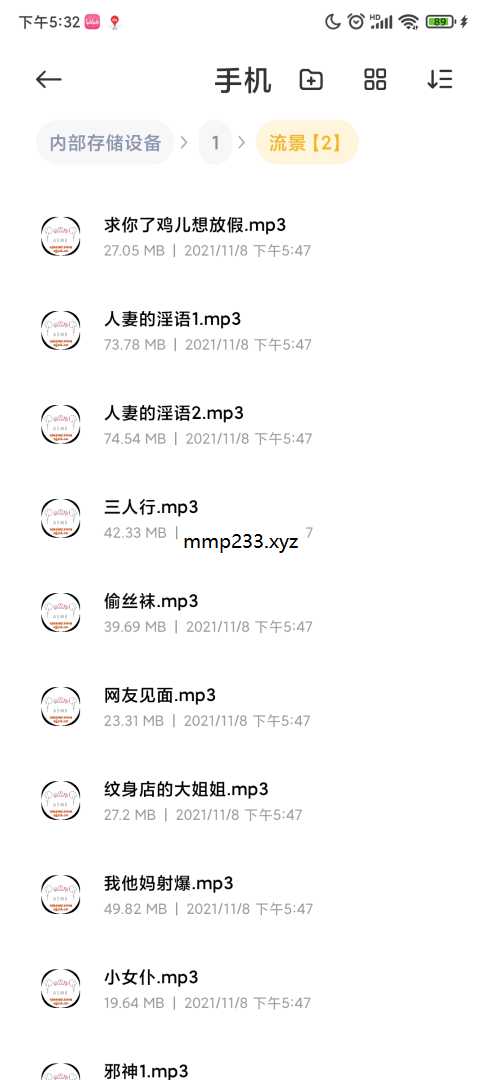 下午5:32
HD
89
手机
内部存储设备
1
流景【2】
求你了鸡儿想放假.mp3
27.05 MB | 2021/11/8 下午5:47
人妻的淫语1.mp3
73.78 MB | 2021/11/8 下午5:47
人妻的淫语2.mp3
74.54 MB | 2021/11/8 下午5:47
三人行.mp3
42.33 MB | 7
mmp233.xyz
偷丝袜.mp3
39.69 MB | 2021/11/8 下午5:47
网友见面.mp3
23.31 MB | 2021/11/8 下午5:47
纹身店的大姐姐.mp3
27.2 MB | 2021/11/8 下午5:47
我他妈射爆.mp3
49.82 MB | 2021/11/8 下午5:47
小女仆.mp3
19.64 MB | 2021/11/8 下午5:47
邪神1.mp3